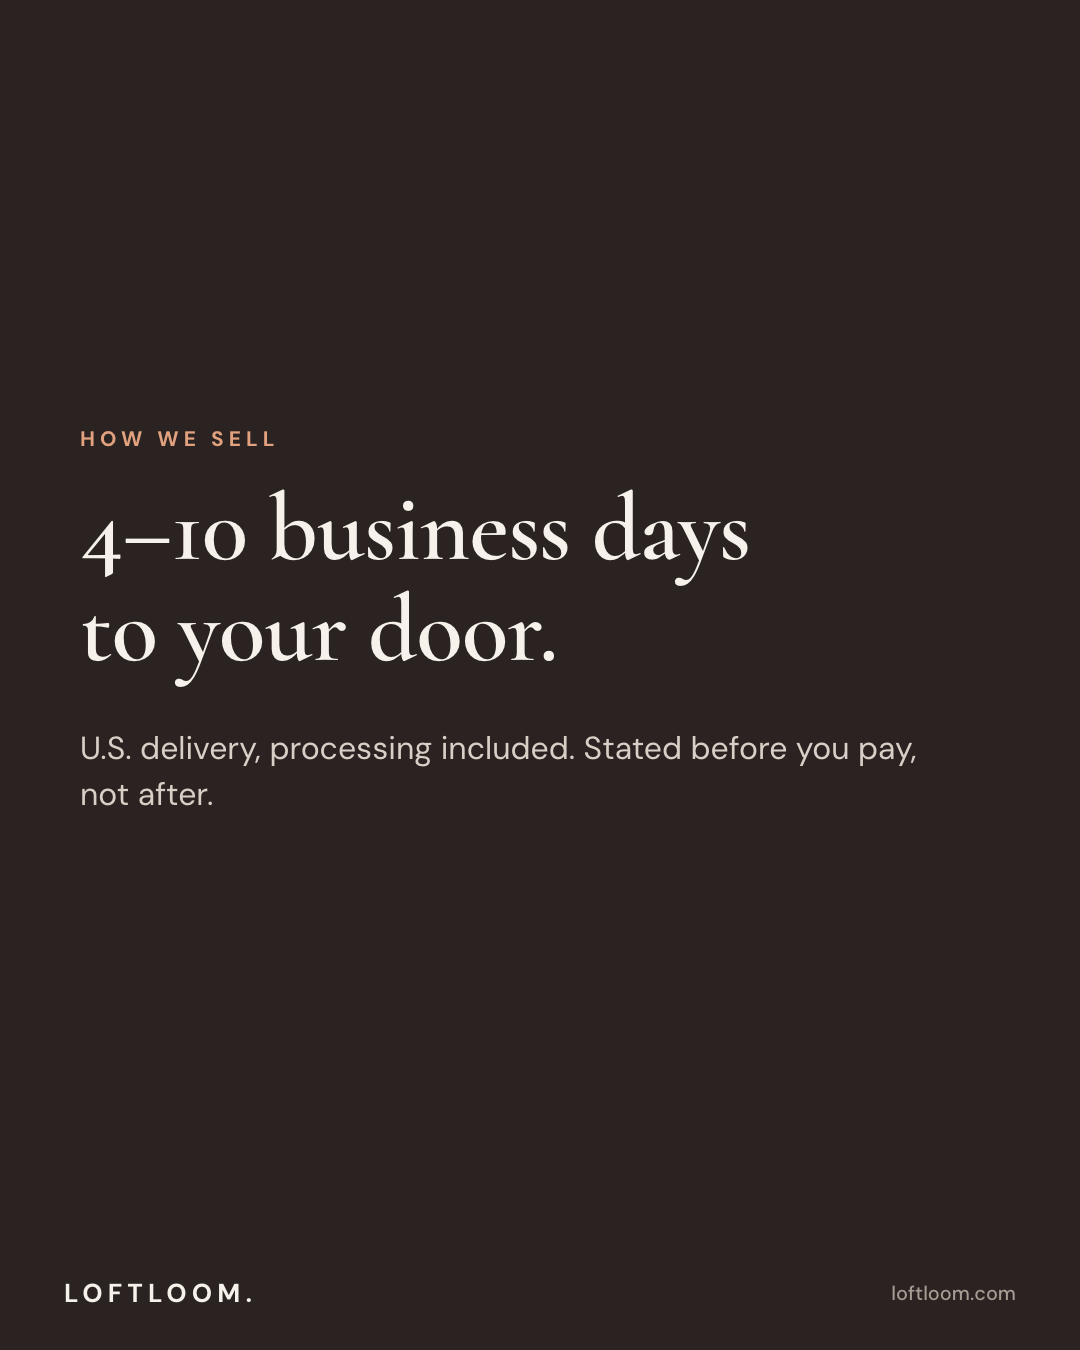 HOW WE SELL
4–10 business days
to your door.
U.S. delivery, processing included. Stated before you pay,
not after.
LOFTLOOM.
loftloom.com